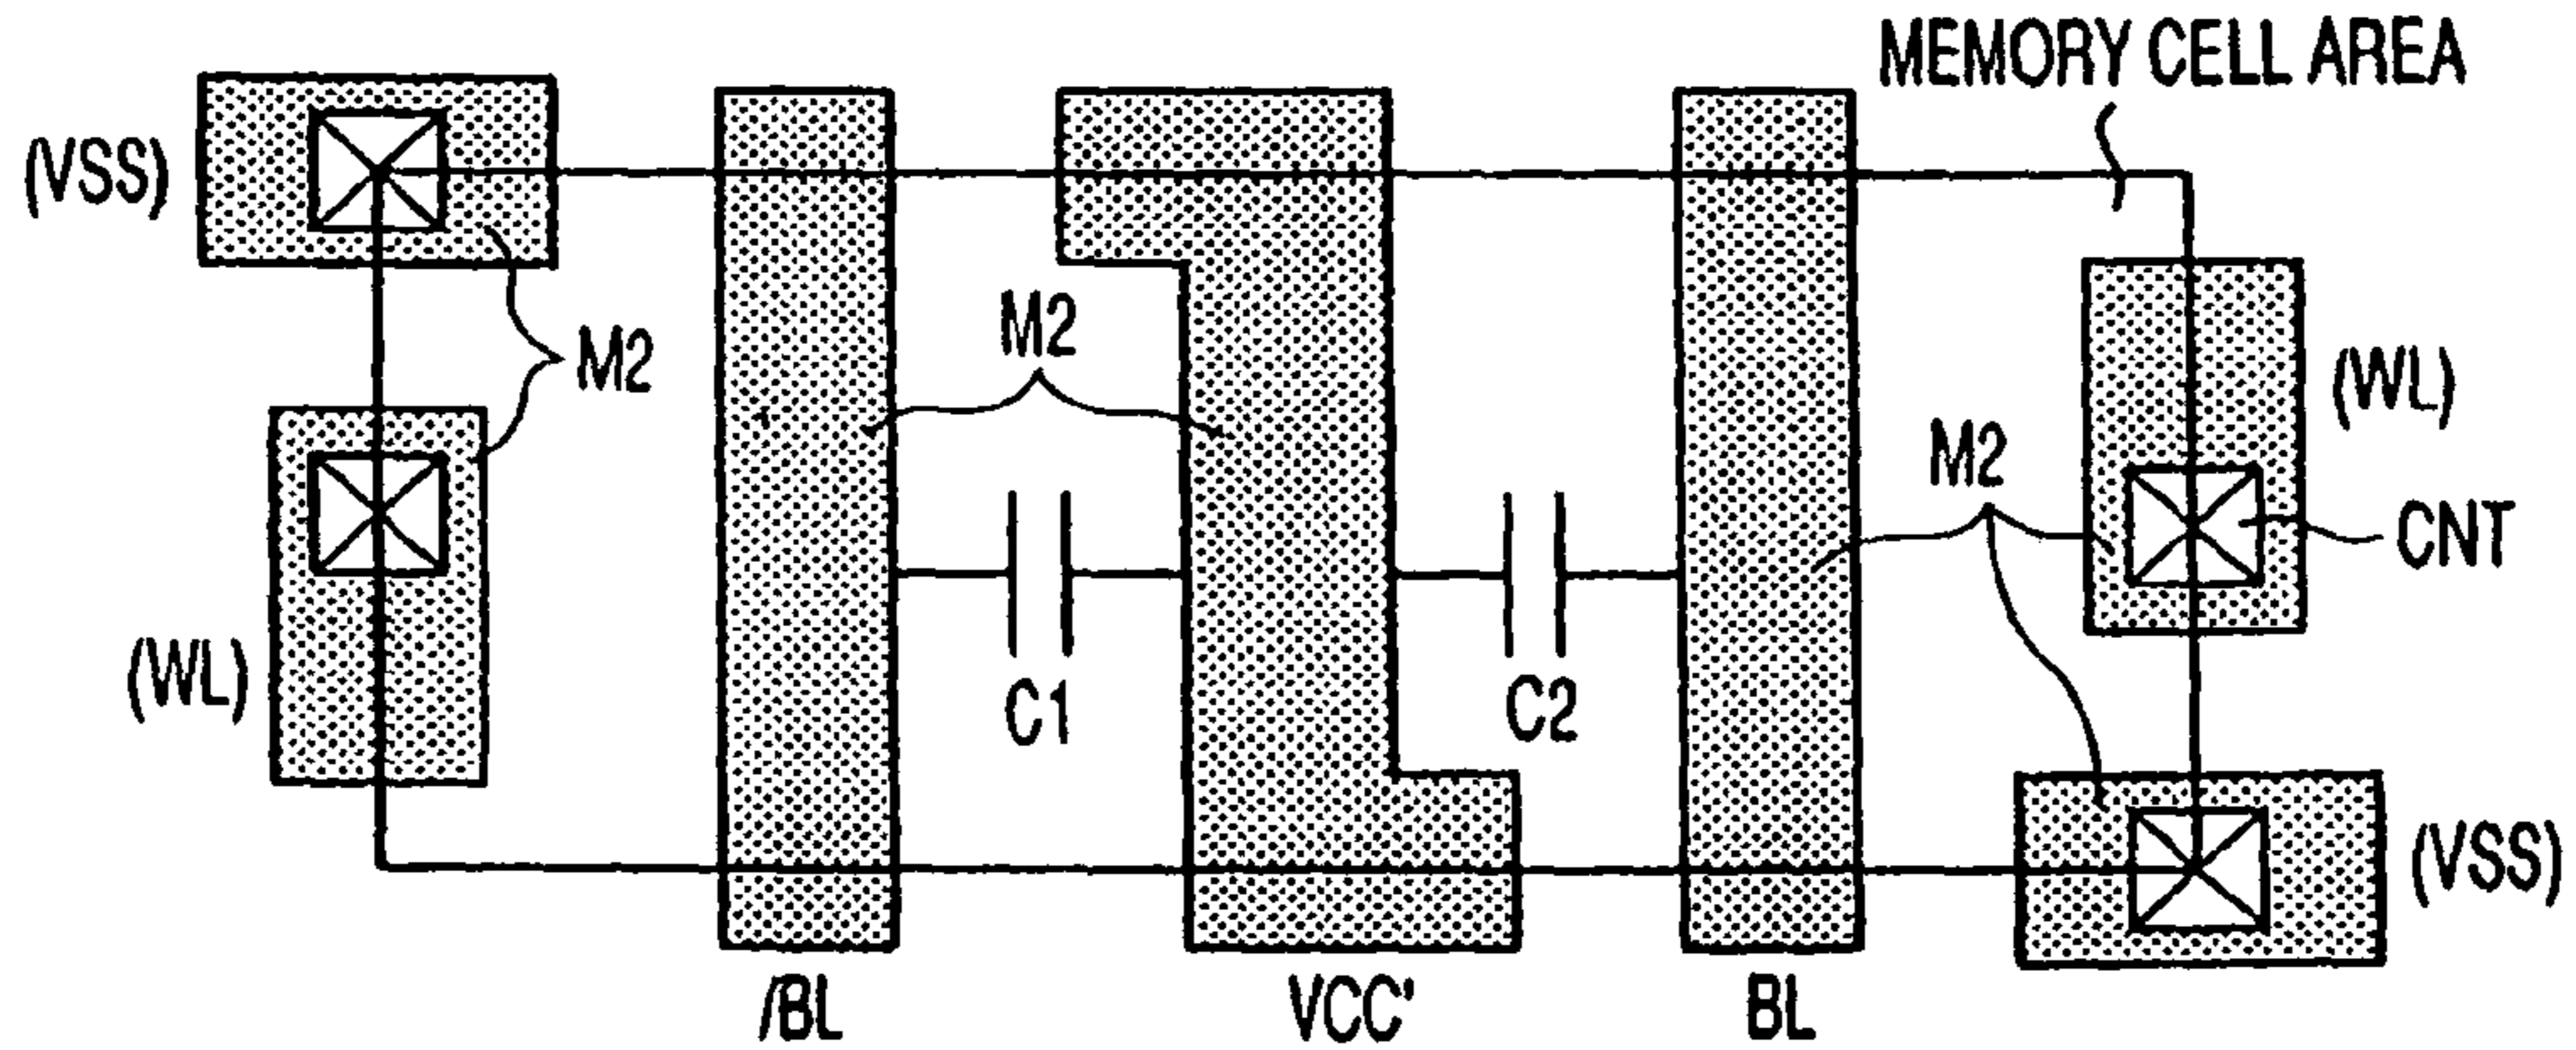 MEMORY CELL AREA
(VSS)
M2
M2
(WL)
M2
CNT
(WL)
C1
C2
(VSS)
/BL
VCC'
BL